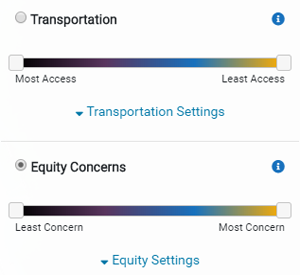 Transportation
Most Access Least Access
Transportation Settings
Equity Concerns
Least Concern Most Concern
Equity Settings